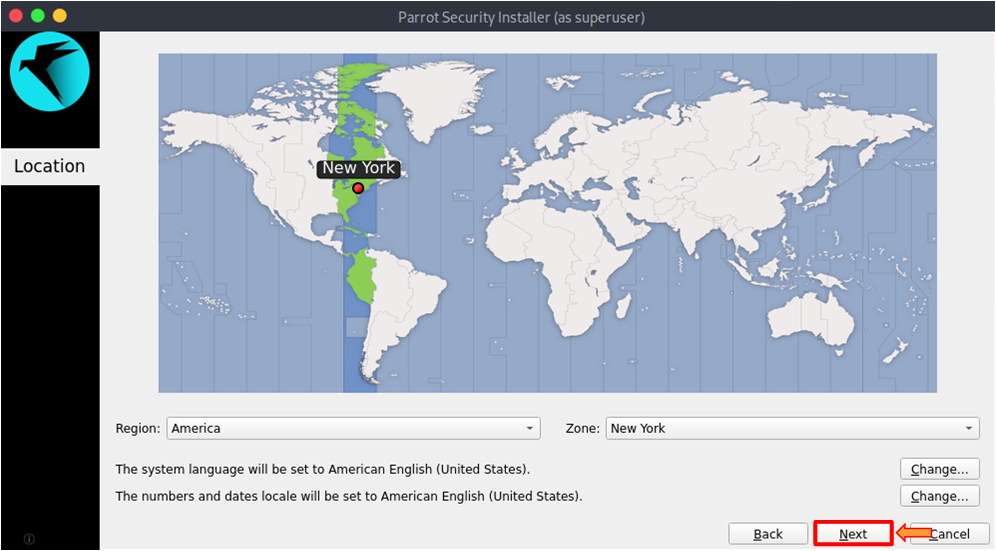 Parrot Security Installer (as superuser)
Location
New York
Region: America Zone: New York
The system language will be set to American English (United States). Change...
The numbers and dates locale will be set to American English (United States). Change...
Back Next Cancel